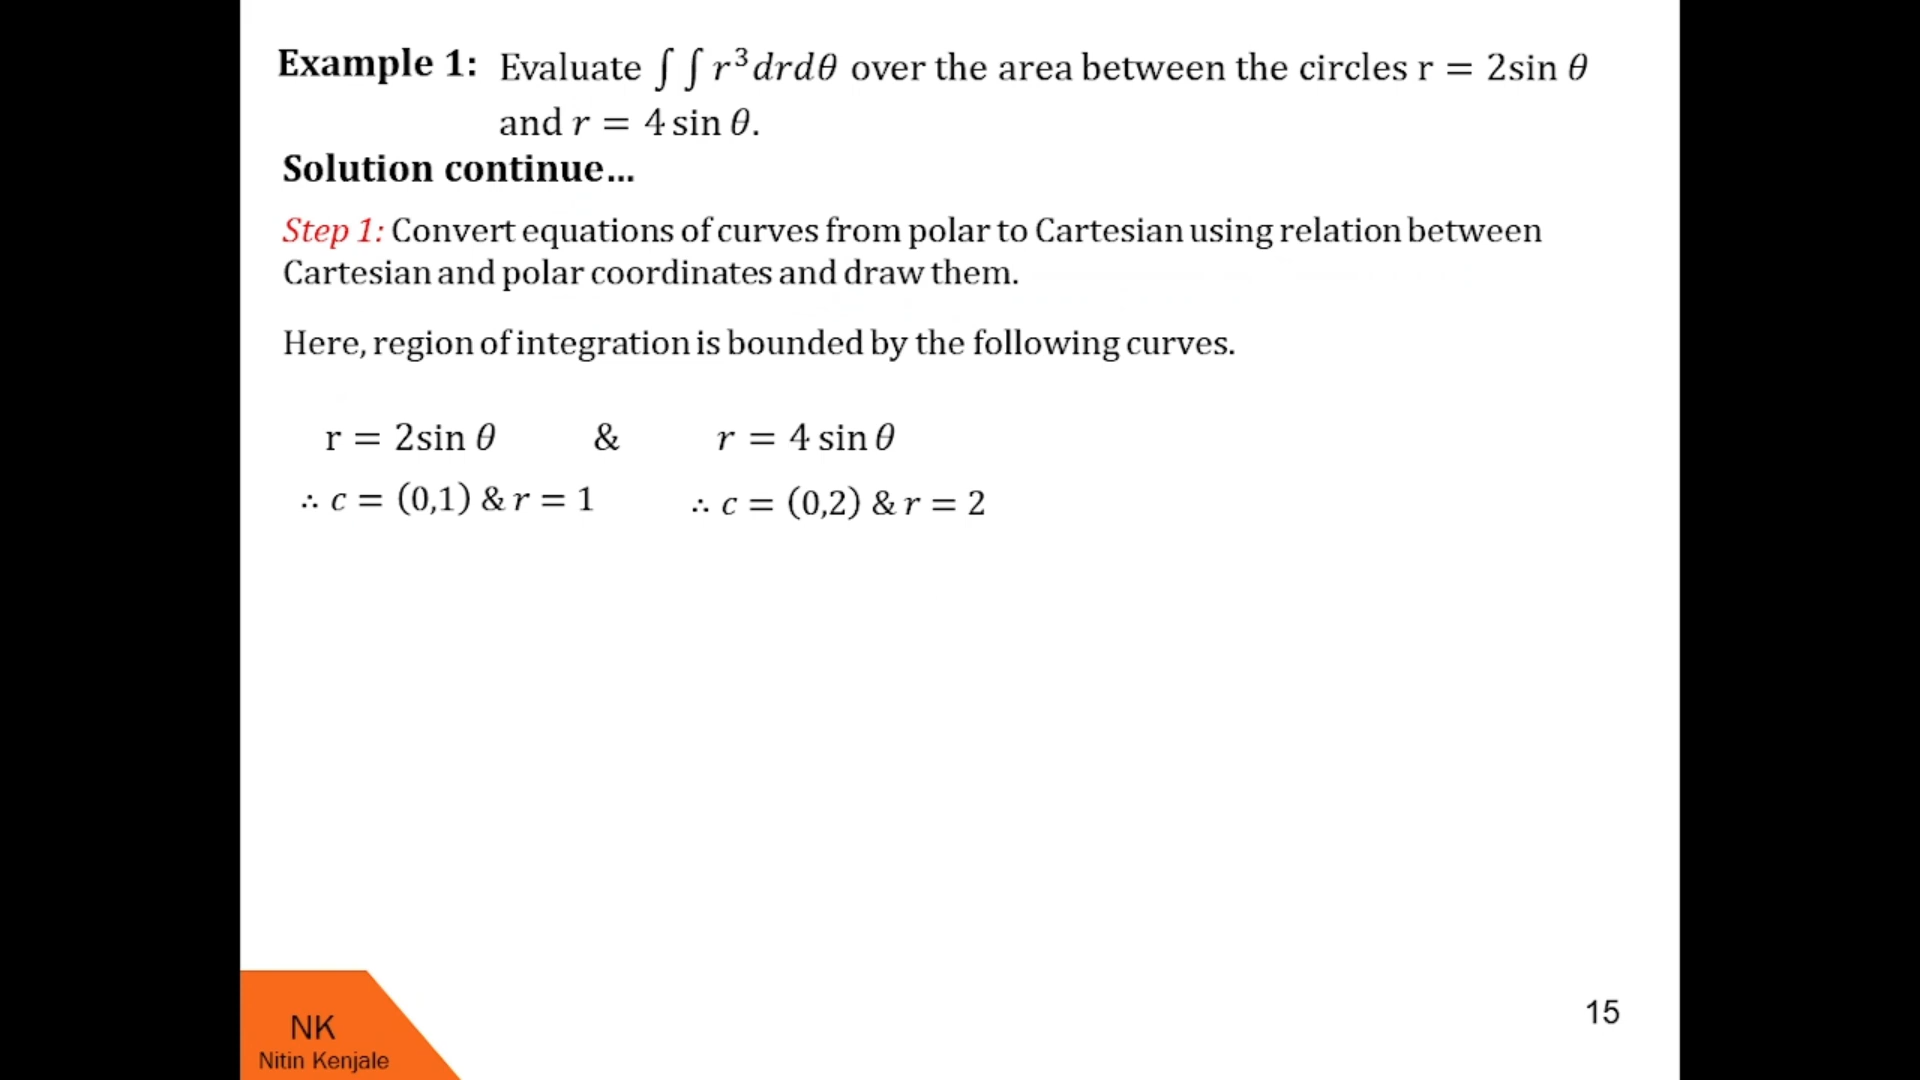 Example 1: Evaluate ∫ ∫ r³drdθ over the area between the circles r = 2sin θ
and r = 4 sin θ.
Solution continue…
Step 1: Convert equations of curves from polar to Cartesian using relation between
Cartesian and polar coordinates and draw them.
Here, region of integration is bounded by the following curves.
r = 2sin θ & r = 4 sin θ
∴ c = (0,1) & r = 1 ∴ c = (0,2) & r = 2
NK
Nitin Kenjale
15